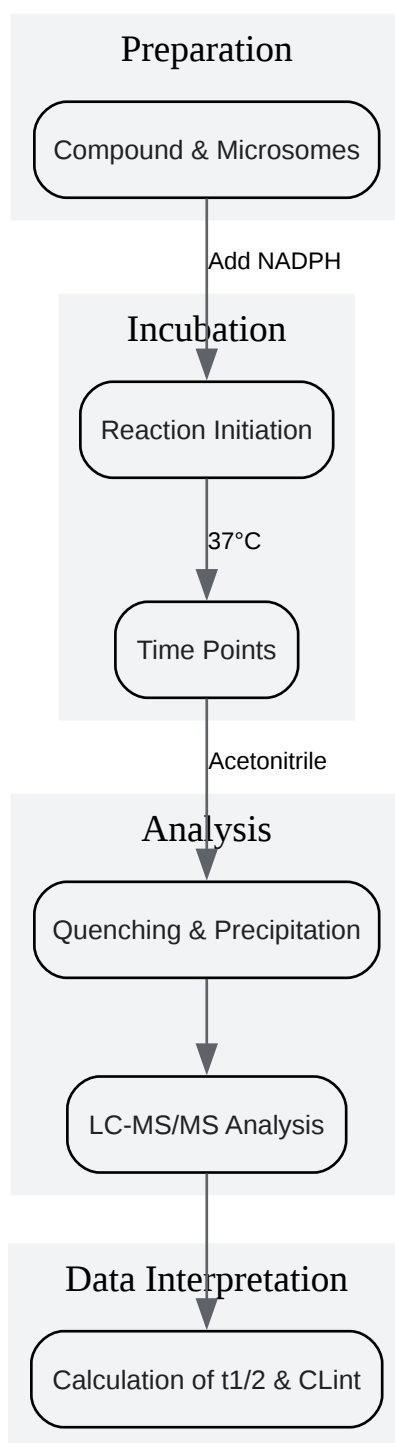 Preparation
Compound & Microsomes
Add NADPH
Incubation
Reaction Initiation
37°C
Time Points
Acetonitrile
Analysis
Quenching & Precipitation
LC-MS/MS Analysis
Data Interpretation
Calculation of t1/2 & CLint